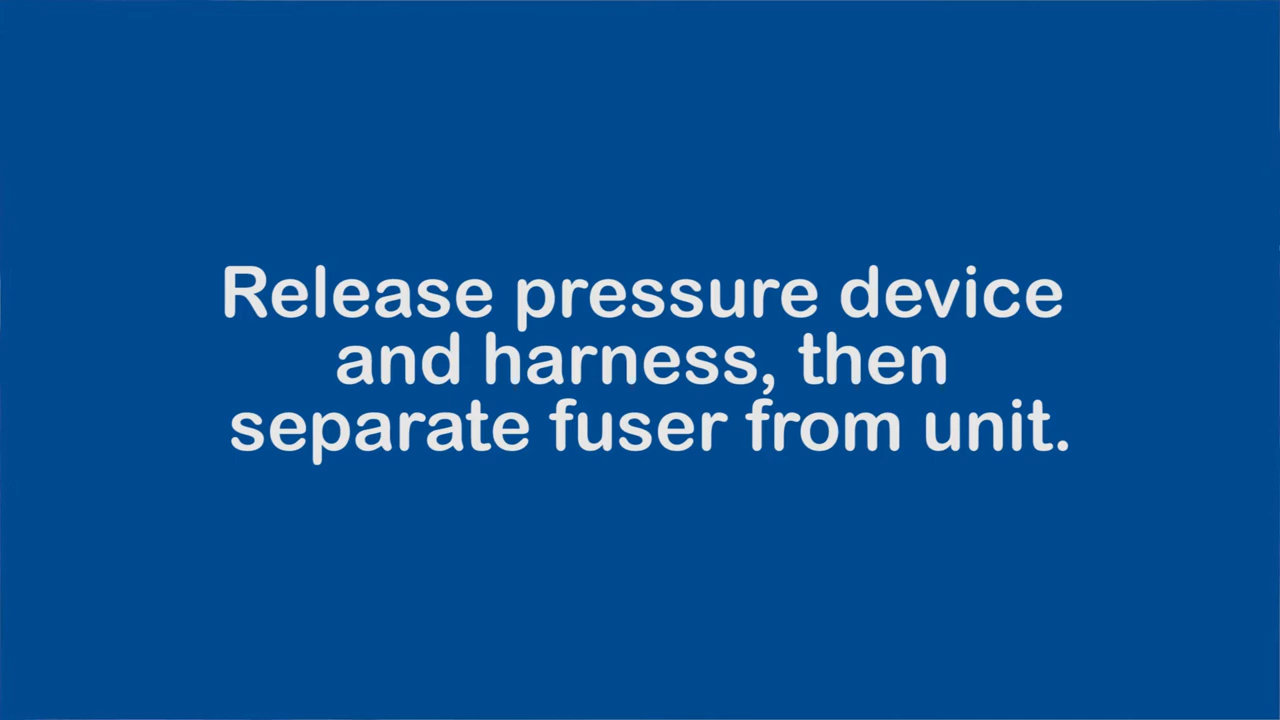 Release pressure device
and harness, then
separate fuser from unit.